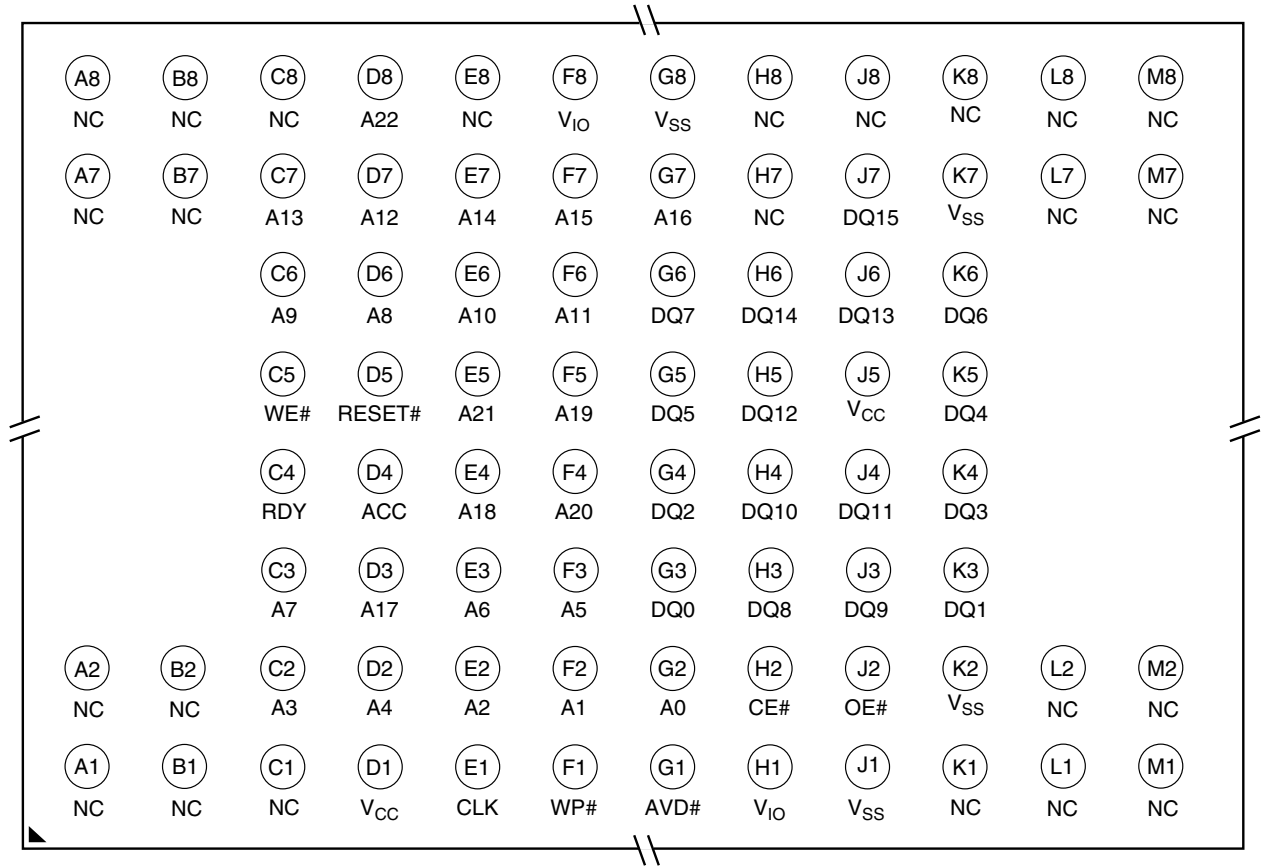 A8 B8 C8 D8 E8 F8 G8 H8 J8 K8 L8 M8
NC NC NC A22 NC VIO VSS NC NC NC NC NC
A7 B7 C7 D7 E7 F7 G7 H7 J7 K7 L7 M7
NC NC A13 A12 A14 A15 A16 NC DQ15 VSS NC NC
C6 D6 E6 F6 G6 H6 J6 K6
A9 A8 A10 A11 DQ7 DQ14 DQ13 DQ6
C5 D5 E5 F5 G5 H5 J5 K5
WE# RESET# A21 A19 DQ5 DQ12 VCC DQ4
C4 D4 E4 F4 G4 H4 J4 K4
RDY ACC A18 A20 DQ2 DQ10 DQ11 DQ3
C3 D3 E3 F3 G3 H3 J3 K3
A7 A17 A6 A5 DQ0 DQ8 DQ9 DQ1
A2 B2 C2 D2 E2 F2 G2 H2 J2 K2 L2 M2
NC NC A3 A4 A2 A1 A0 CE# OE# VSS NC NC
A1 B1 C1 D1 E1 F1 G1 H1 J1 K1 L1 M1
NC NC NC VCC CLK WP# AVD# VIO VSS NC NC NC